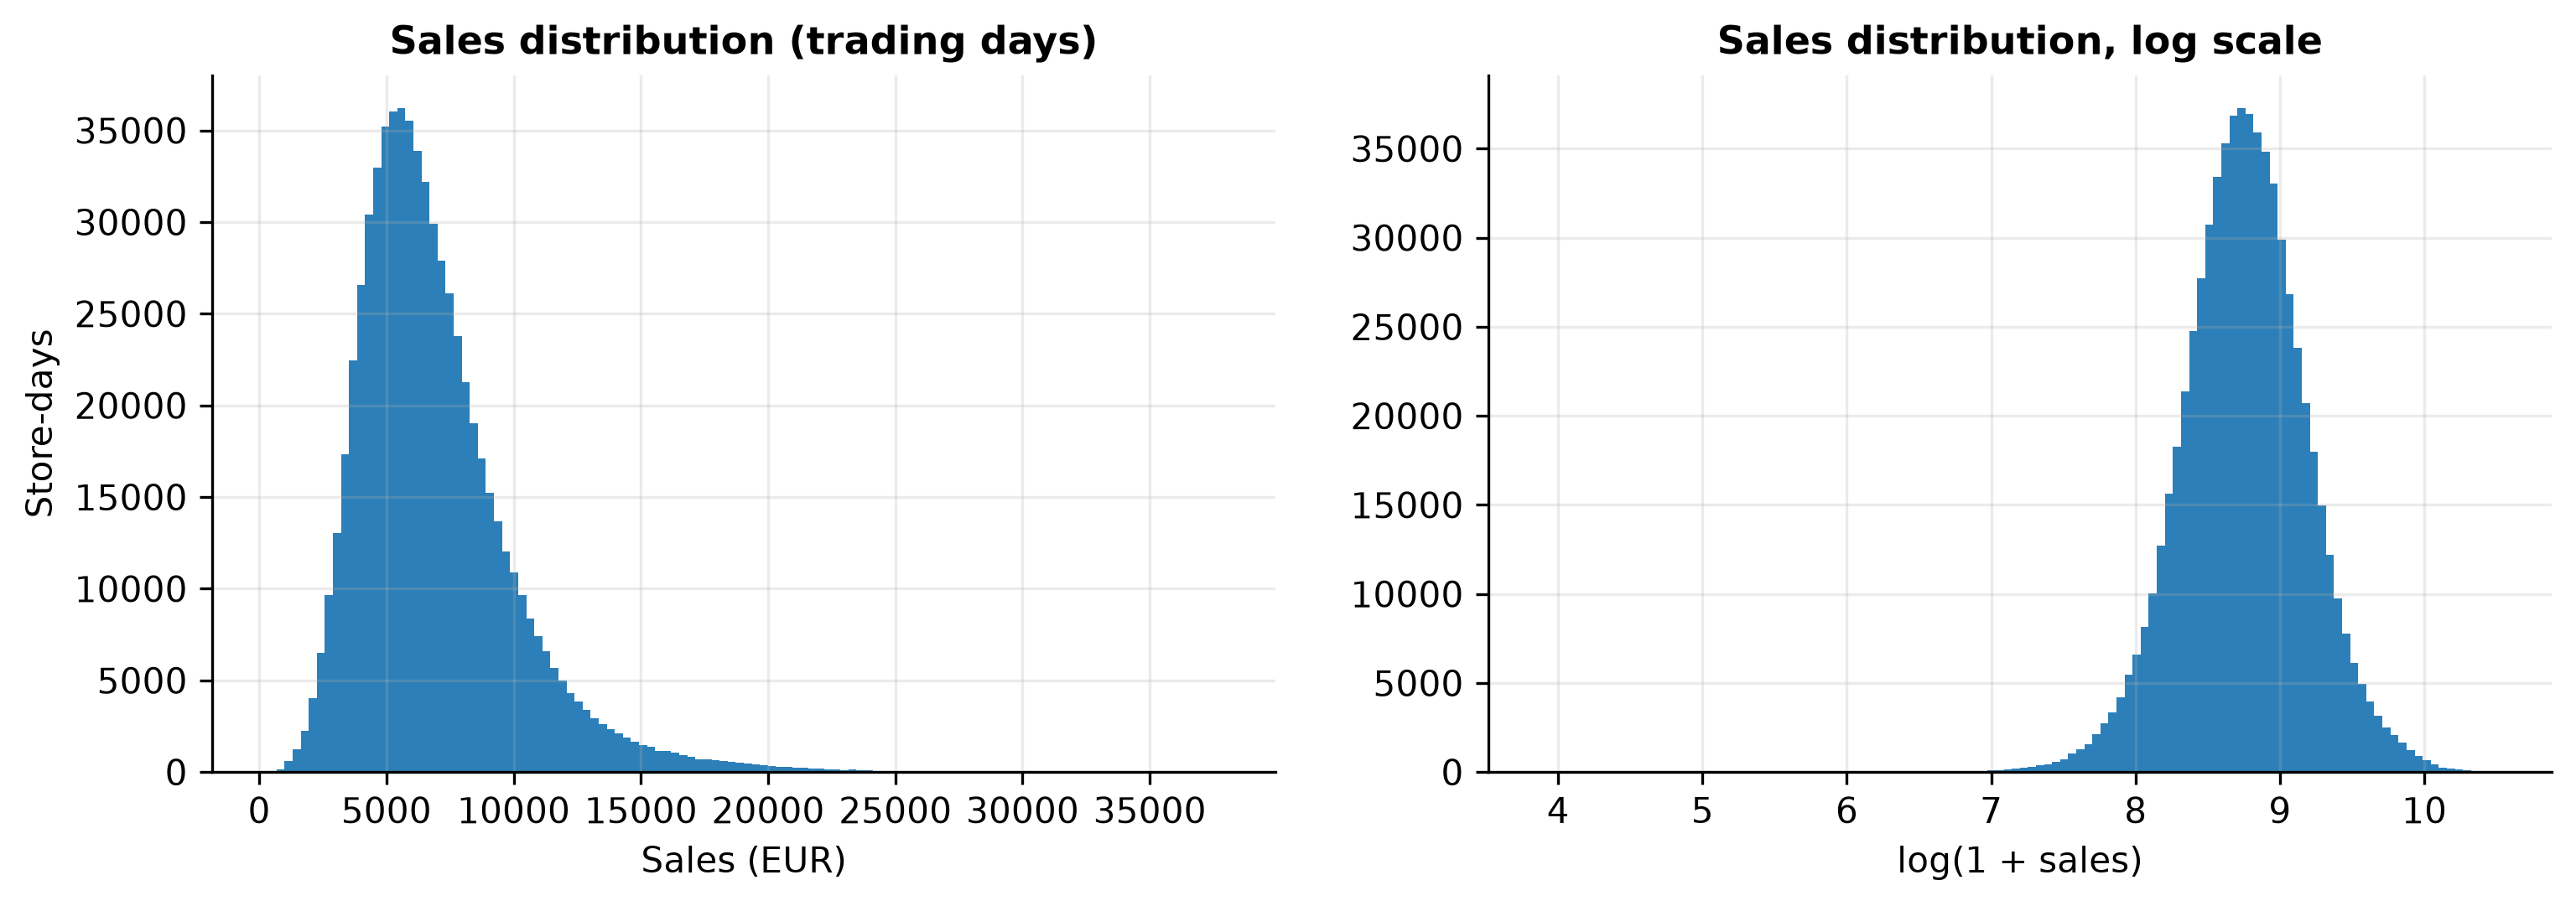 Sales distribution (trading days)
Store-days
35000
30000
25000
20000
15000
10000
5000
0
0 5000 10000 15000 20000 25000 30000 35000
Sales (EUR)
Sales distribution, log scale
35000
30000
25000
20000
15000
10000
5000
0
4 5 6 7 8 9 10
log(1 + sales)